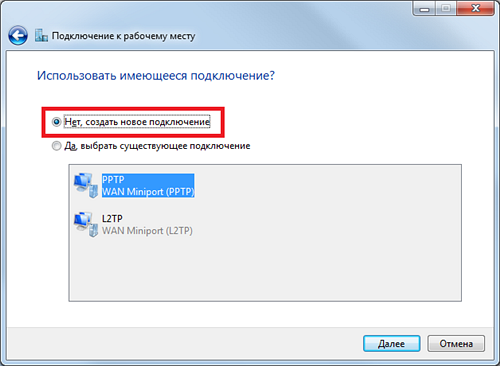 Подключение к рабочему месту
Использовать имеющееся подключение?
Нет, создать новое подключение
Да, выбрать существующее подключение
PPTP
WAN Miniport (PPTP)
L2TP
WAN Miniport (L2TP)
Далее
Отмена